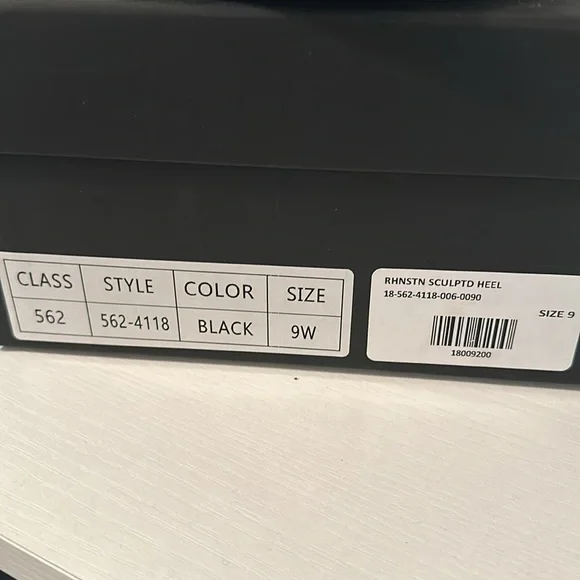 CLASS STYLE COLOR SIZE
562 562-4118 BLACK 9W
RHNSTN SCULPTD HEEL
18-562-4118-006-0090
SIZE 9
18009200